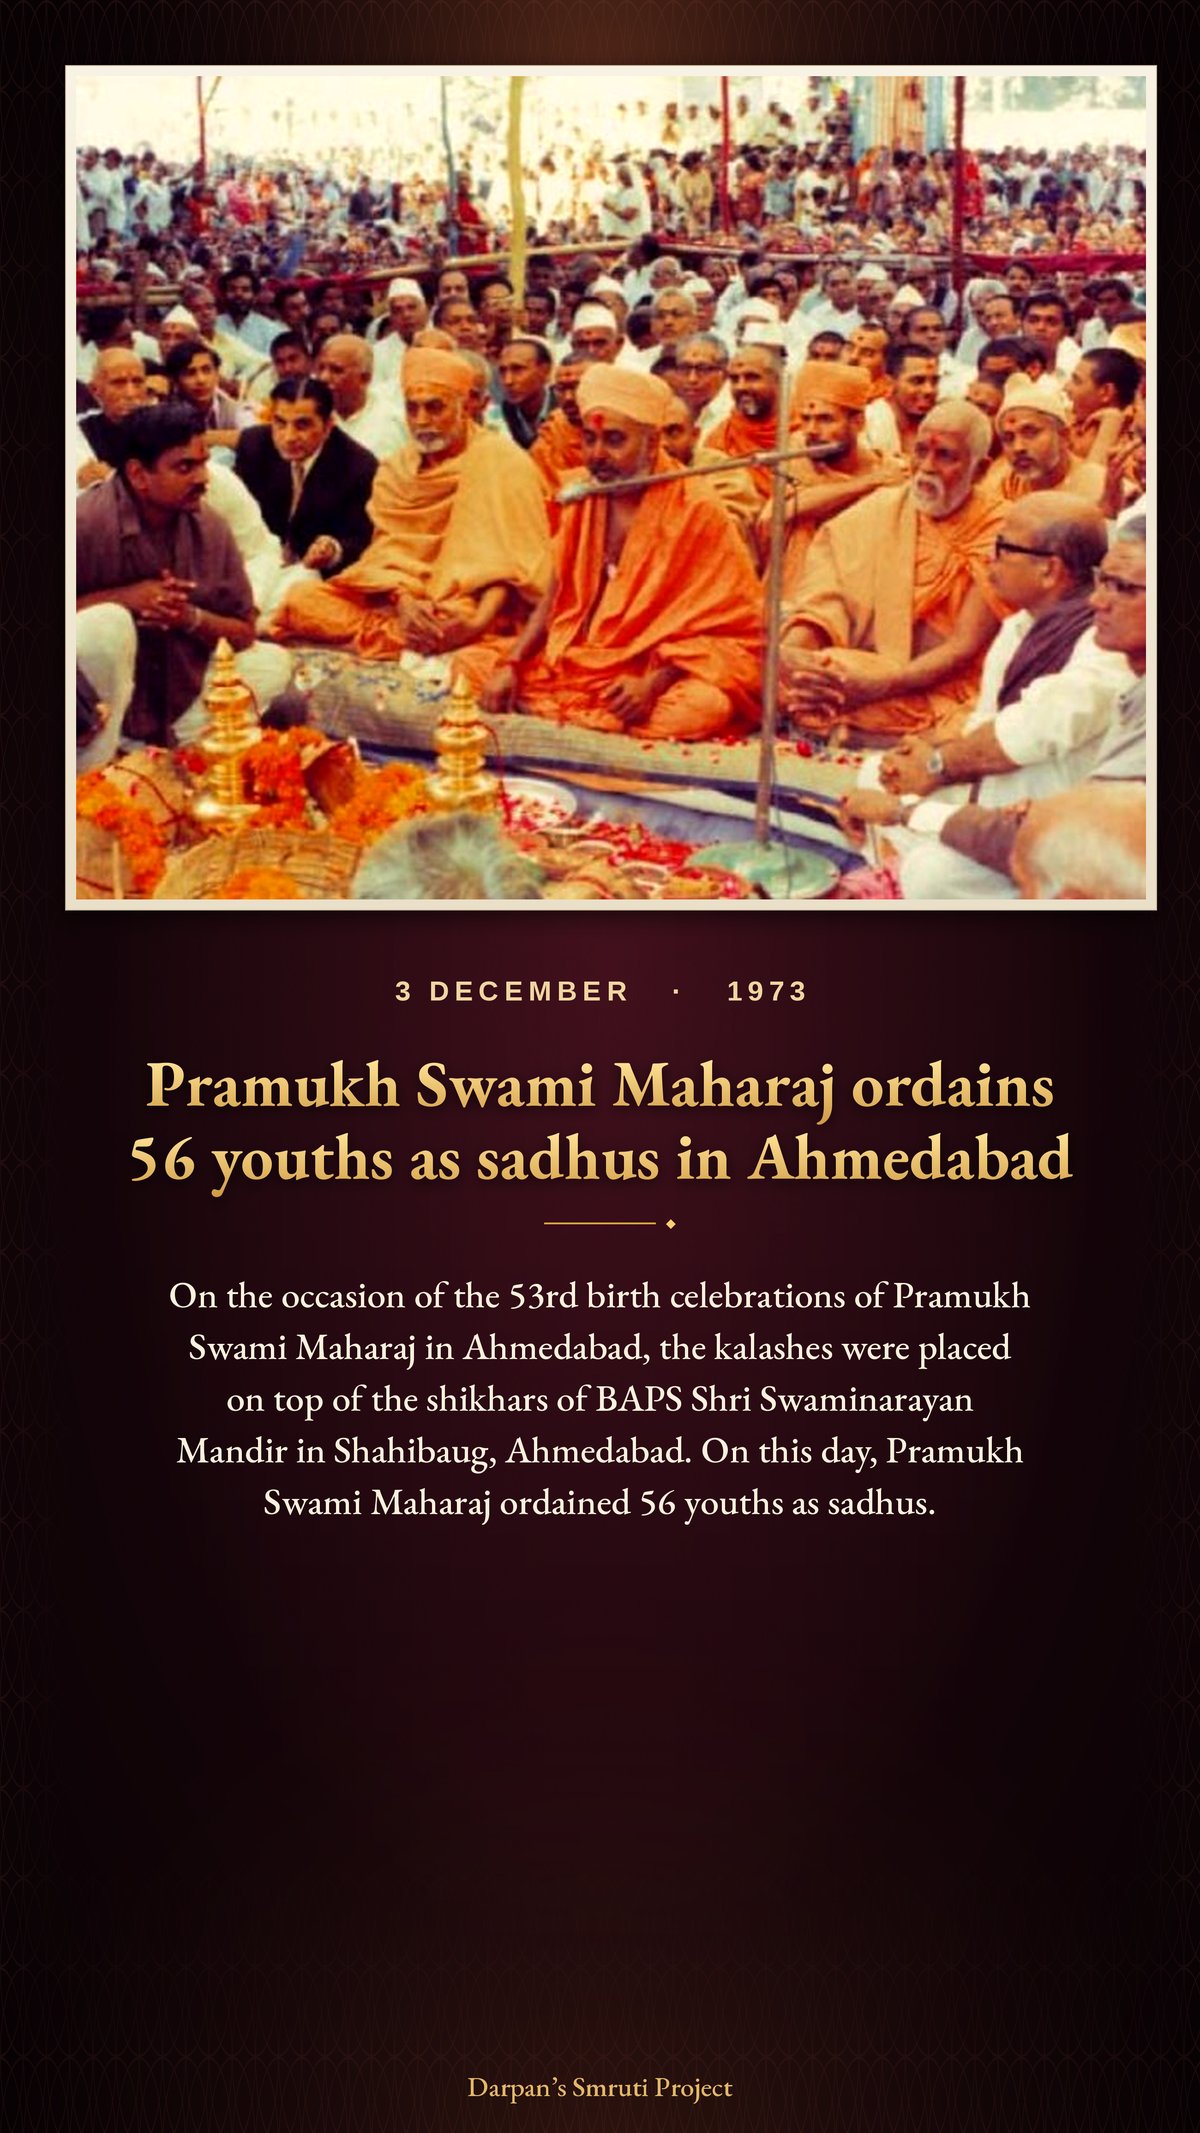 3 DECEMBER · 1973
Pramukh Swami Maharaj ordains
56 youths as sadhus in Ahmedabad
On the occasion of the 53rd birth celebrations of Pramukh
Swami Maharaj in Ahmedabad, the kalashes were placed
on top of the shikhars of BAPS Shri Swaminarayan
Mandir in Shahibaug, Ahmedabad. On this day, Pramukh
Swami Maharaj ordained 56 youths as sadhus.
Darpan’s Smruti Project